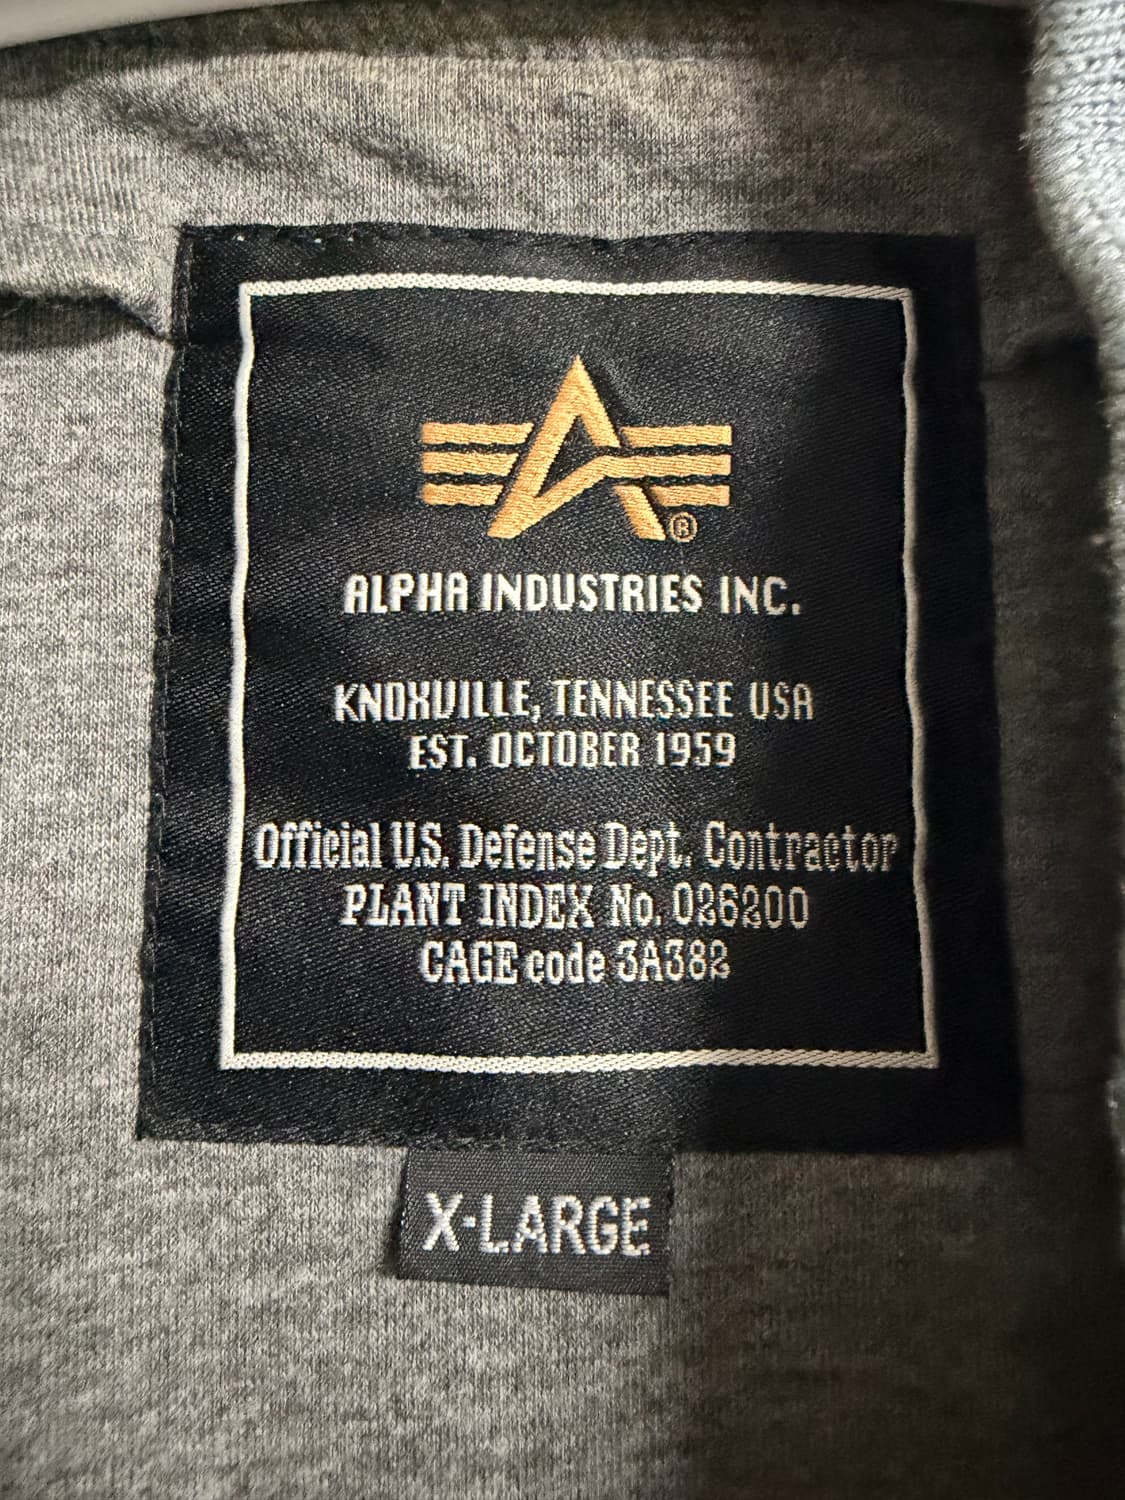 ®
ALPHA INDUSTRIES INC.
KNOXVILLE, TENNESSEE USA
EST. OCTOBER 1959
Official U.S. Defense Dept. Contractor
PLANT INDEX No. 026200
CAGE code 3A382
X-LARGE